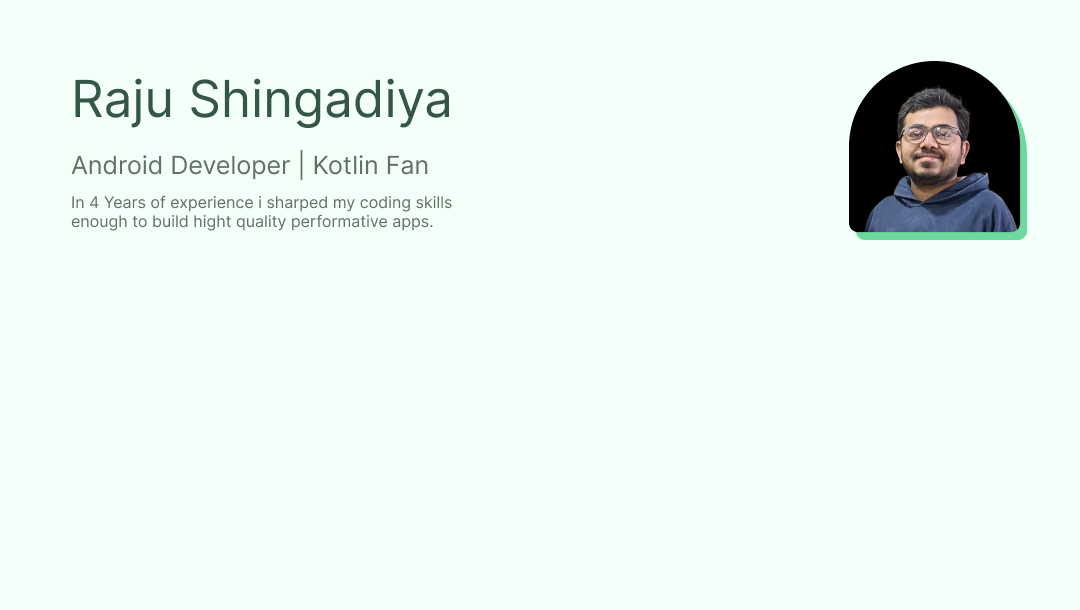 Raju Shingadiya
Android Developer | Kotlin Fan
In 4 Years of experience i sharped my coding skills
enough to build hight quality performative apps.